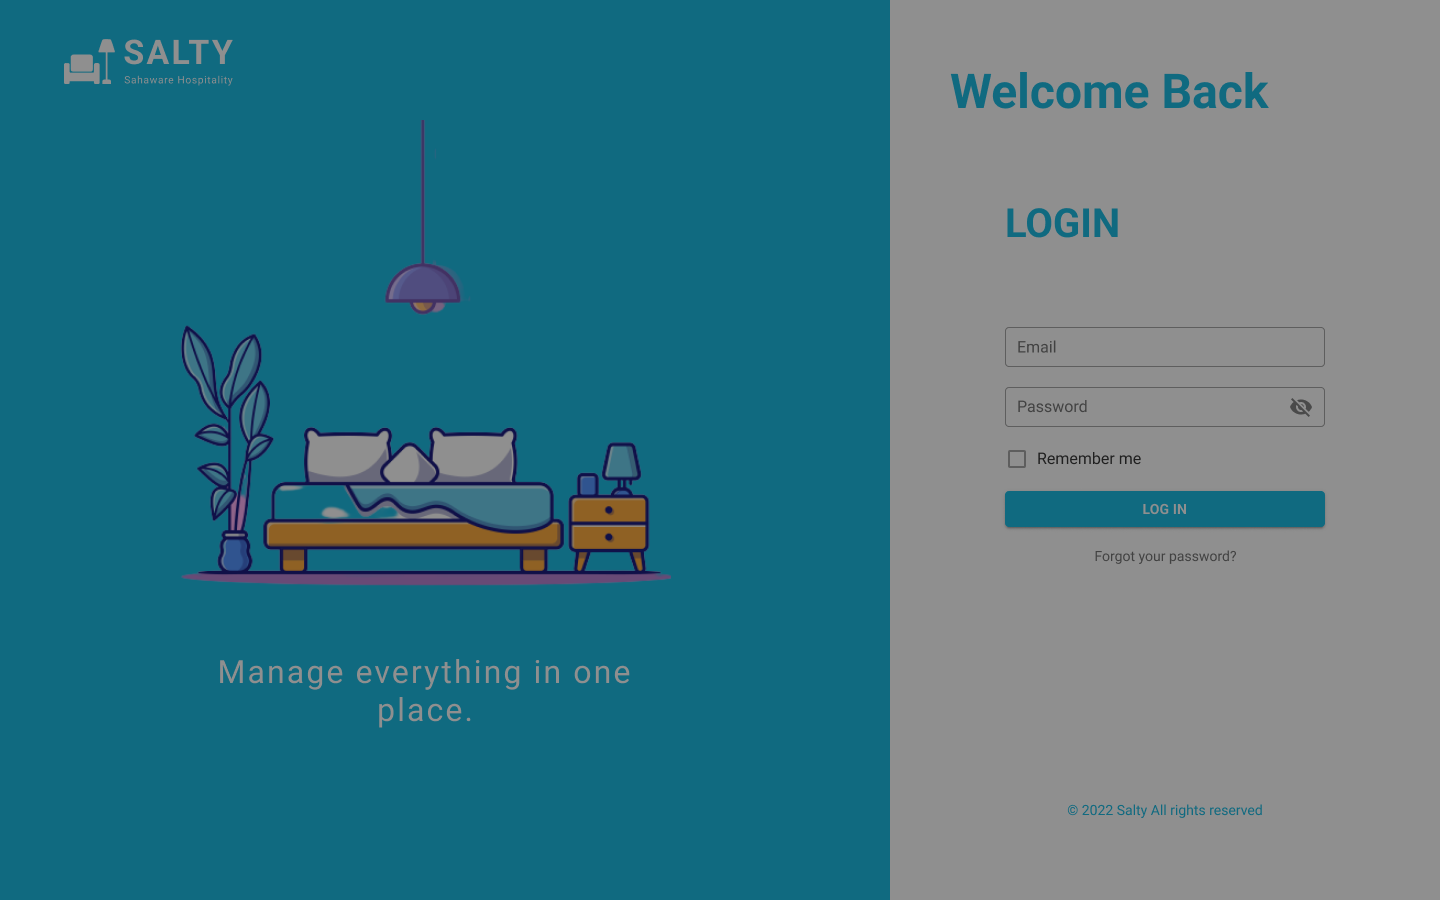 SALTY
Sahaware Hospitality
Manage everything in one
place.
Welcome Back
LOGIN
Email
Password
Remember me
LOG IN
Forgot your password?
© 2022 Salty All rights reserved